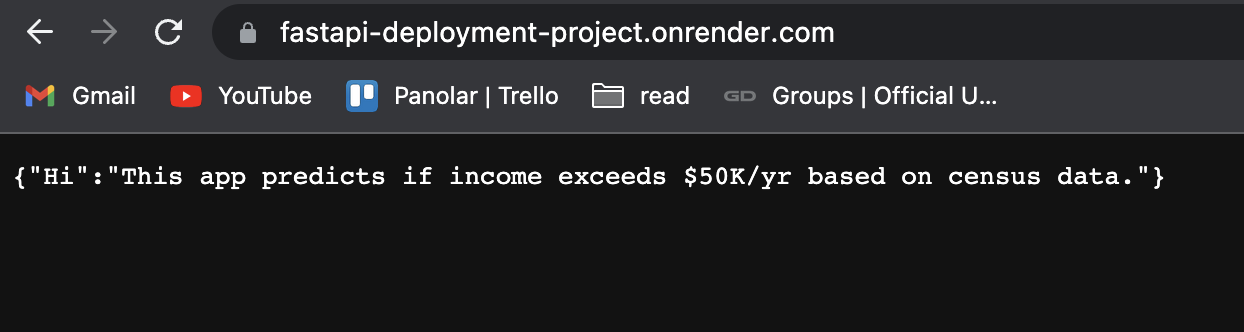 fastapi-deployment-project.onrender.com
Gmail YouTube Panolar | Trello read GD Groups | Official U...
{"Hi":"This app predicts if income exceeds $50K/yr based on census data."}